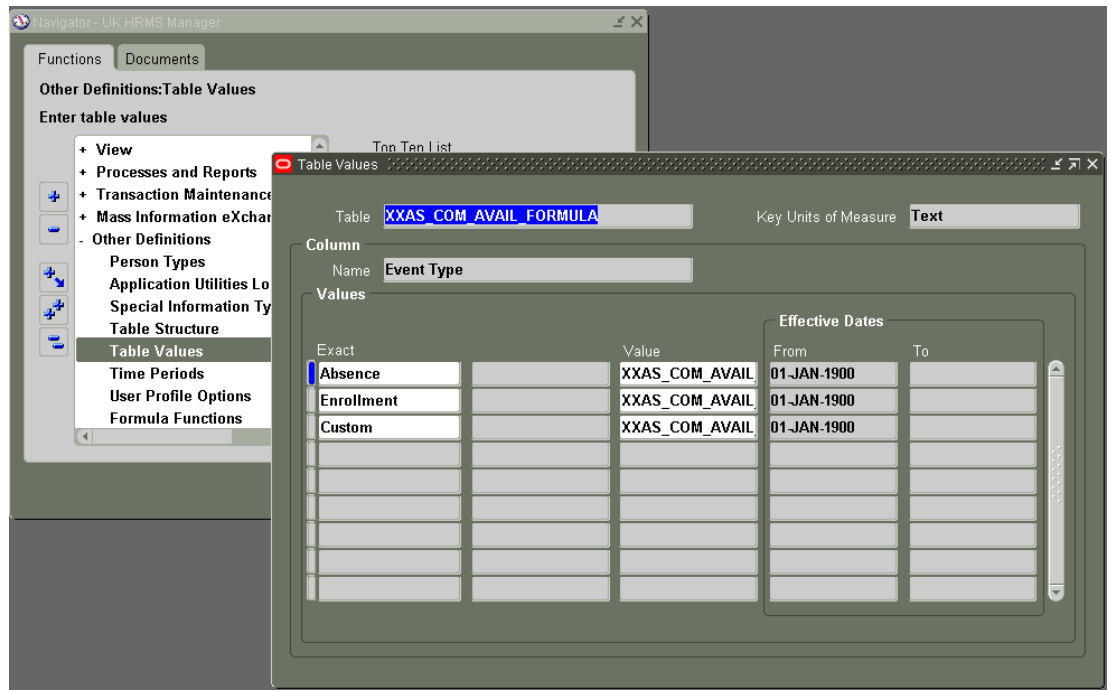 Navigator - UK HRMS Manager
Functions Documents
Other Definitions:Table Values
Enter table values
+ View
+ Processes and Reports
+ Transaction Maintenance
+ Mass Information eXchar
- Other Definitions
Person Types
Application Utilities Lo
Special Information Ty
Table Structure
Table Values
Time Periods
User Profile Options
Formula Functions
Top Ten List
Table Values
Table XXAS_COM_AVAIL_FORMULA Key Units of Measure Text
Column
Name Event Type
Values
Effective Dates
Exact Value From To
Absence XXAS_COM_AVAIL_ 01-JAN-1900
Enrollment XXAS_COM_AVAIL_ 01-JAN-1900
Custom XXAS_COM_AVAIL_ 01-JAN-1900